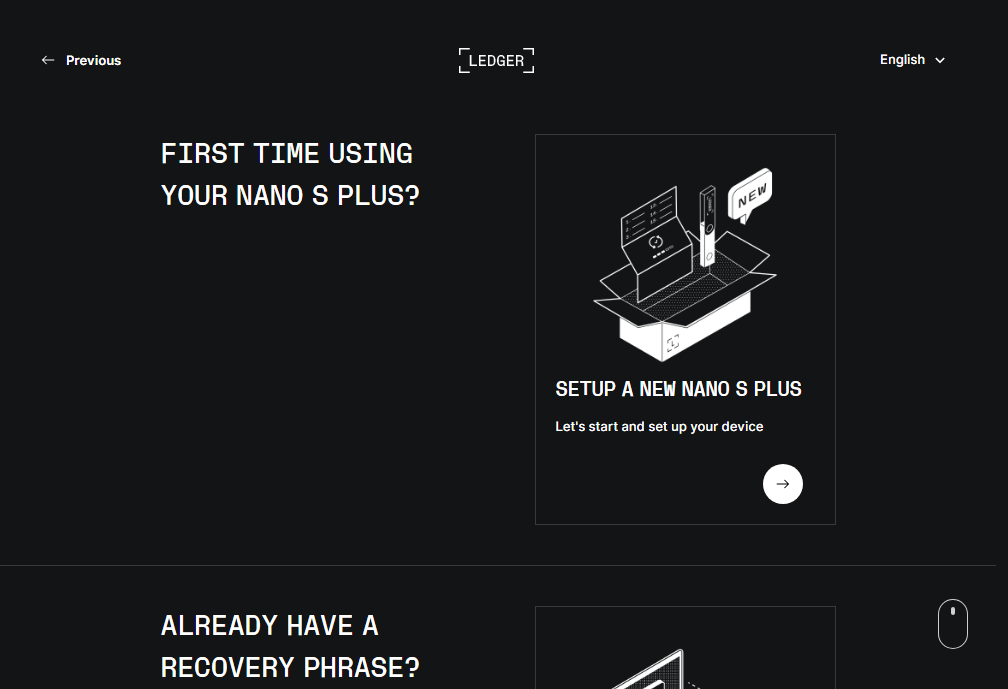 Previous
LEDGER
English
FIRST TIME USING
YOUR NANO S PLUS?
NEW
SETUP A NEW NANO S PLUS
Let's start and set up your device
ALREADY HAVE A
RECOVERY PHRASE?